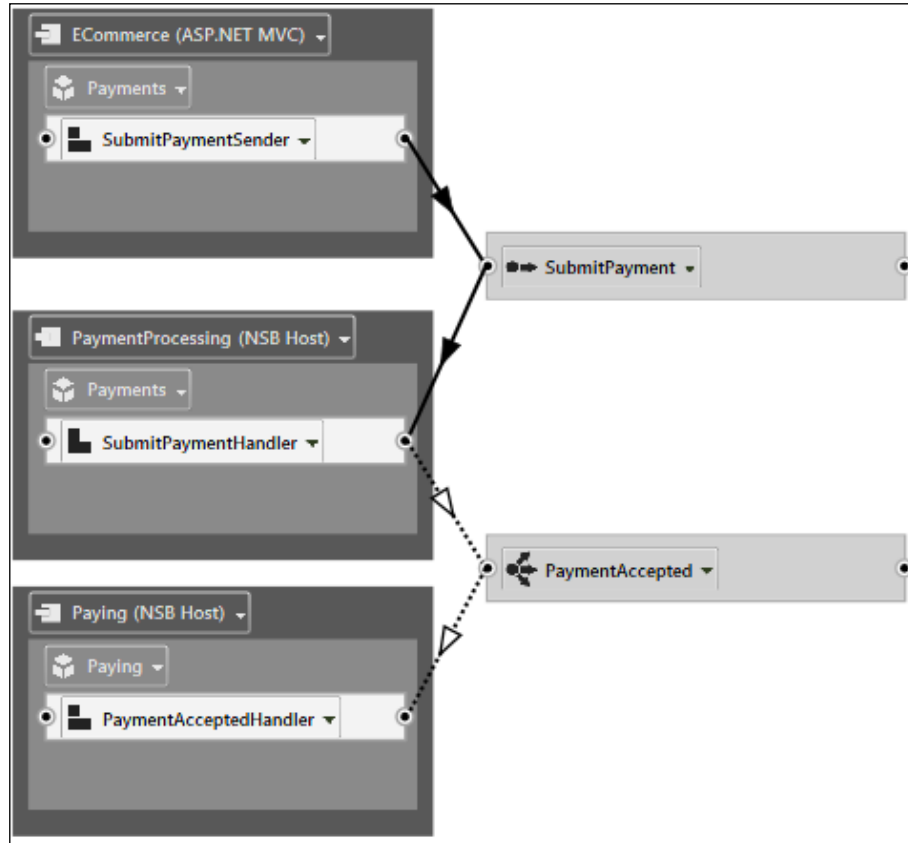 ECommerce (ASP.NET MVC)
Payments
SubmitPaymentSender
SubmitPayment
PaymentProcessing (NSB Host)
Payments
SubmitPaymentHandler
PaymentAccepted
Paying (NSB Host)
Paying
PaymentAcceptedHandler